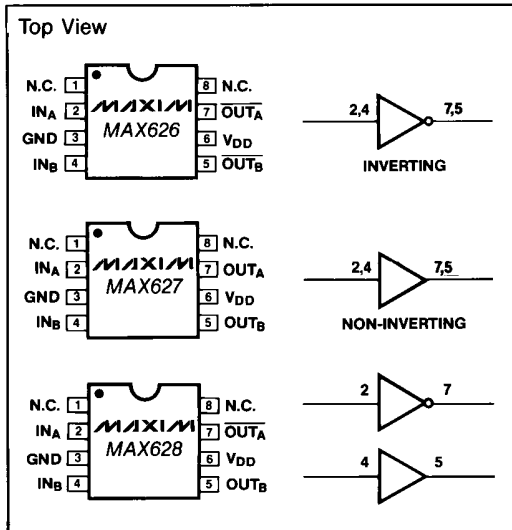 Top View
N.C. 1 8 N.C.
IN_A 2 MAXIM 7 O̅U̅T̅_A
GND 3 MAX626 6 V_DD
IN_B 4 5 O̅U̅T̅_B
2,4 7,5
INVERTING
N.C. 1 8 N.C.
IN_A 2 MAXIM 7 OUT_A
GND 3 MAX627 6 V_DD
IN_B 4 5 OUT_B
2,4 7,5
NON-INVERTING
N.C. 1 8 N.C.
IN_A 2 MAXIM 7 O̅U̅T̅_A
GND 3 MAX628 6 V_DD
IN_B 4 5 OUT_B
2 7
4 5